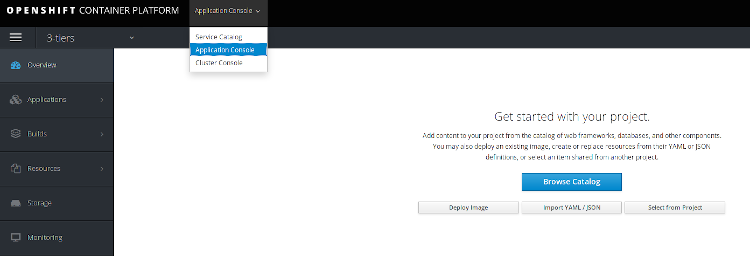 OPENSHIFT CONTAINER PLATFORM
Application Console
3-tiers
Service Catalog
Application Console
Cluster Console
Overview
Applications
Builds
Resources
Storage
Monitoring
Get started with your project.
Add content to your project from the catalog of web frameworks, databases, and other components.
You may also deploy an existing image, create or replace resources from their YAML or JSON
definitions, or select an item shared from another project.
Browse Catalog
Deploy Image
Import YAML / JSON
Select from Project